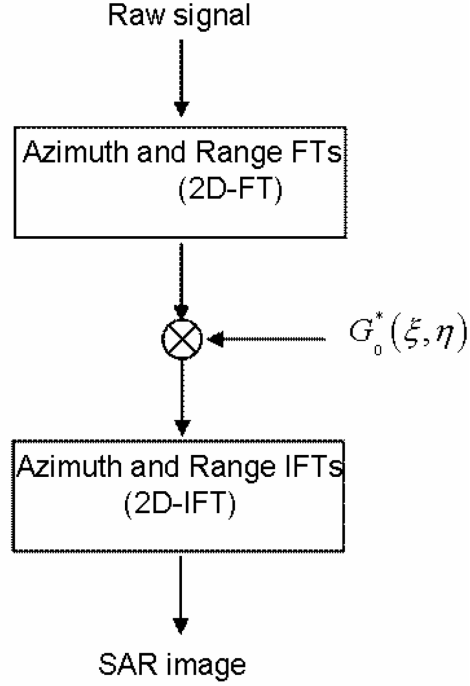 Raw signal
Azimuth and Range FTs
(2D-FT)
G₀*(ξ, η)
Azimuth and Range IFTs
(2D-IFT)
SAR image